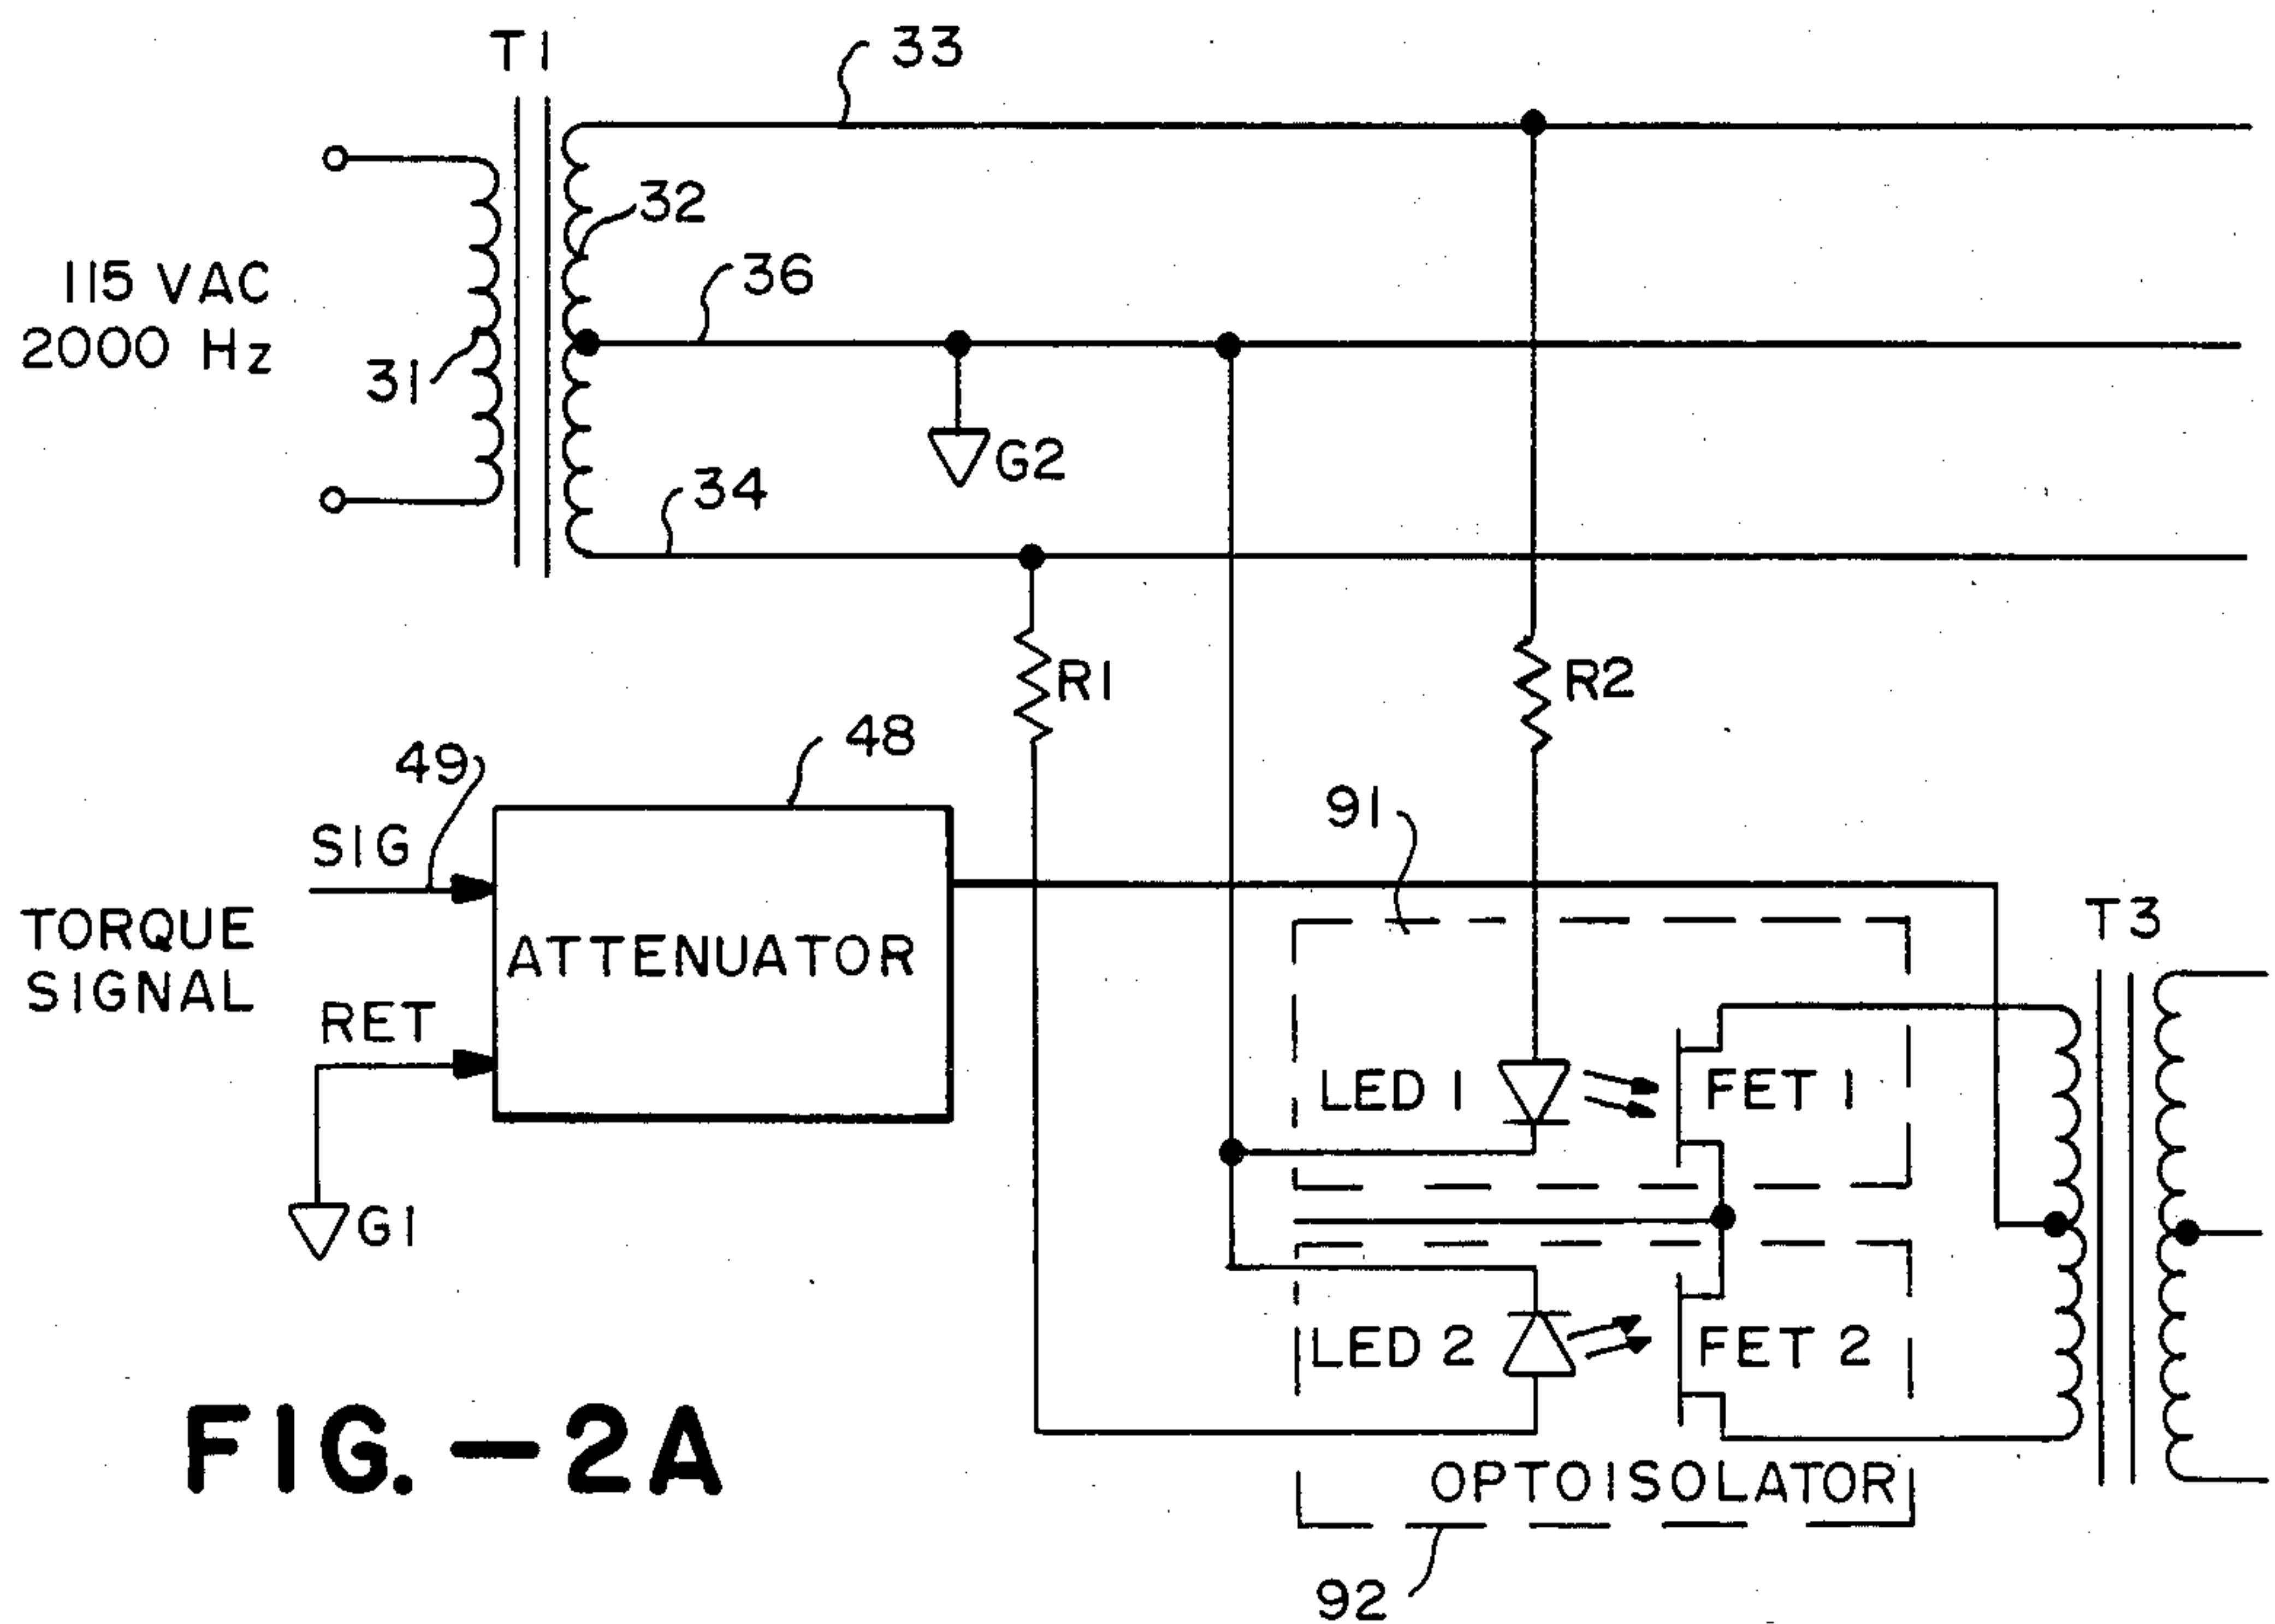 T1
33
32
115 VAC
2000 Hz
36
31
G2
34
R1
R2
49
48
91
SIG
TORQUE
SIGNAL
ATTENUATOR
T3
RET
LED 1
FET 1
G1
LED 2
FET 2
OPTOISOLATOR
FIG.-2A
92